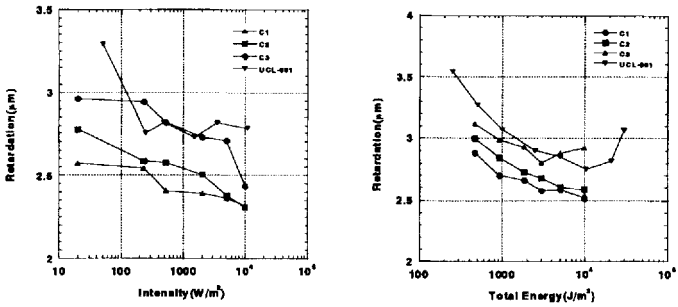 3.5
3
2.5
2
Retardation(μm)
C1
C2
C3
UCL-001
10
100
1000
10⁴
10⁵
Intensity(W/m²)
4
3.5
3
2.5
2
Retardation(μm)
C1
C2
C3
UCL-001
100
1000
10⁴
10⁵
Total Energy(J/m²)